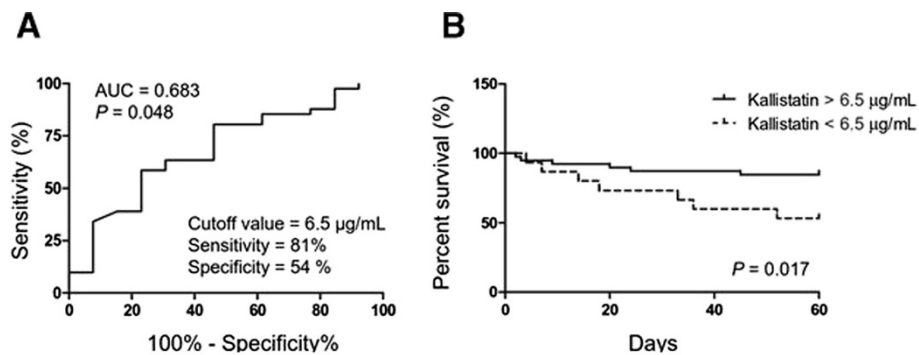 A
100
75
50
25
0
0
20
40
60
80
100
Sensitivity (%)
100% - Specificity%
AUC = 0.683
P = 0.048
Cutoff value = 6.5 µg/mL
Sensitivity = 81%
Specificity = 54 %
B
150
100
50
0
0
20
40
60
Percent survival (%)
Days
Kallistatin > 6.5 µg/mL
Kallistatin < 6.5 µg/mL
P = 0.017